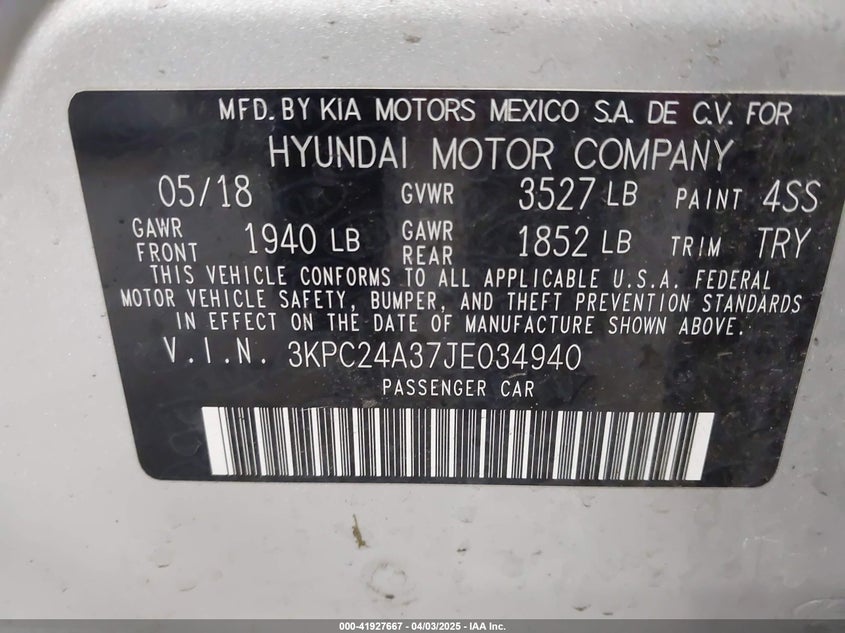 MFD. BY KIA MOTORS MEXICO S.A. DE C.V. FOR
HYUNDAI MOTOR COMPANY
05/18 GVWR 3527 LB PAINT 4SS
GAWR FRONT 1940 LB GAWR REAR 1852 LB TRIM TRY
THIS VEHICLE CONFORMS TO ALL APPLICABLE U.S.A. FEDERAL
MOTOR VEHICLE SAFETY, BUMPER, AND THEFT PREVENTION STANDARDS
IN EFFECT ON THE DATE OF MANUFACTURE SHOWN ABOVE.
V.I.N. 3KPC24A37JE034940
PASSENGER CAR
000-41927667 - 04/03/2025 - IAA Inc.